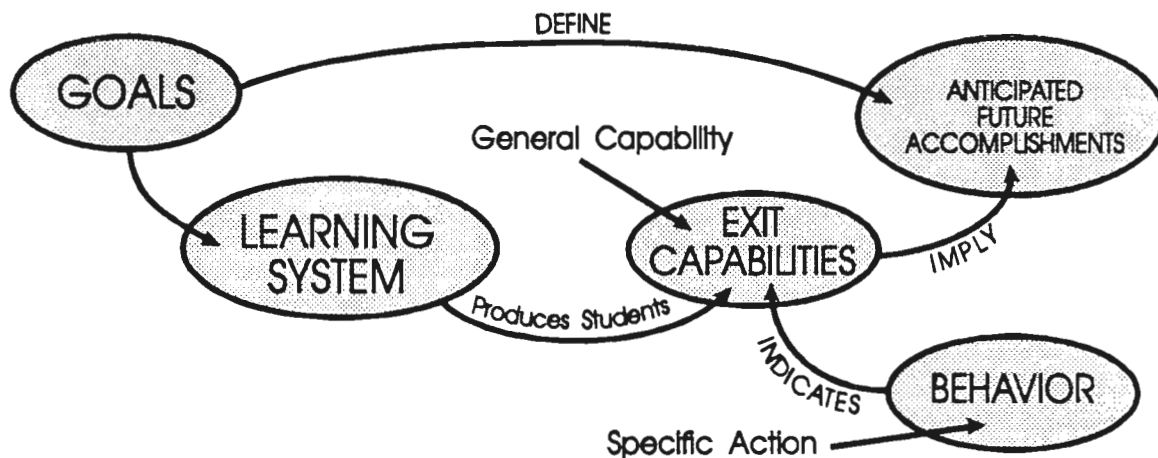 DEFINE
GOALS
ANTICIPATED
FUTURE
ACCOMPLISHMENTS
General Capability
LEARNING
SYSTEM
EXIT
CAPABILITIES
IMPLY
Produces Students
INDICATES
BEHAVIOR
Specific Action